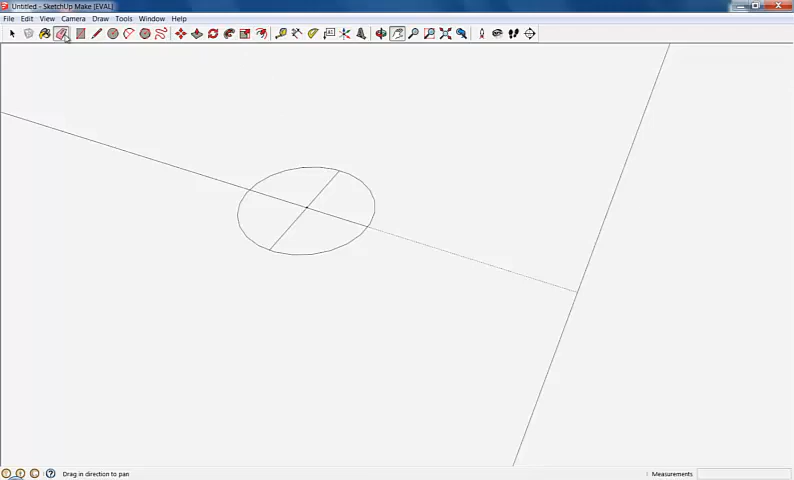 Untitled - SketchUp Make [EVAL]
File Edit View Camera Draw Tools Window Help
Drag in direction to pan
Measurements